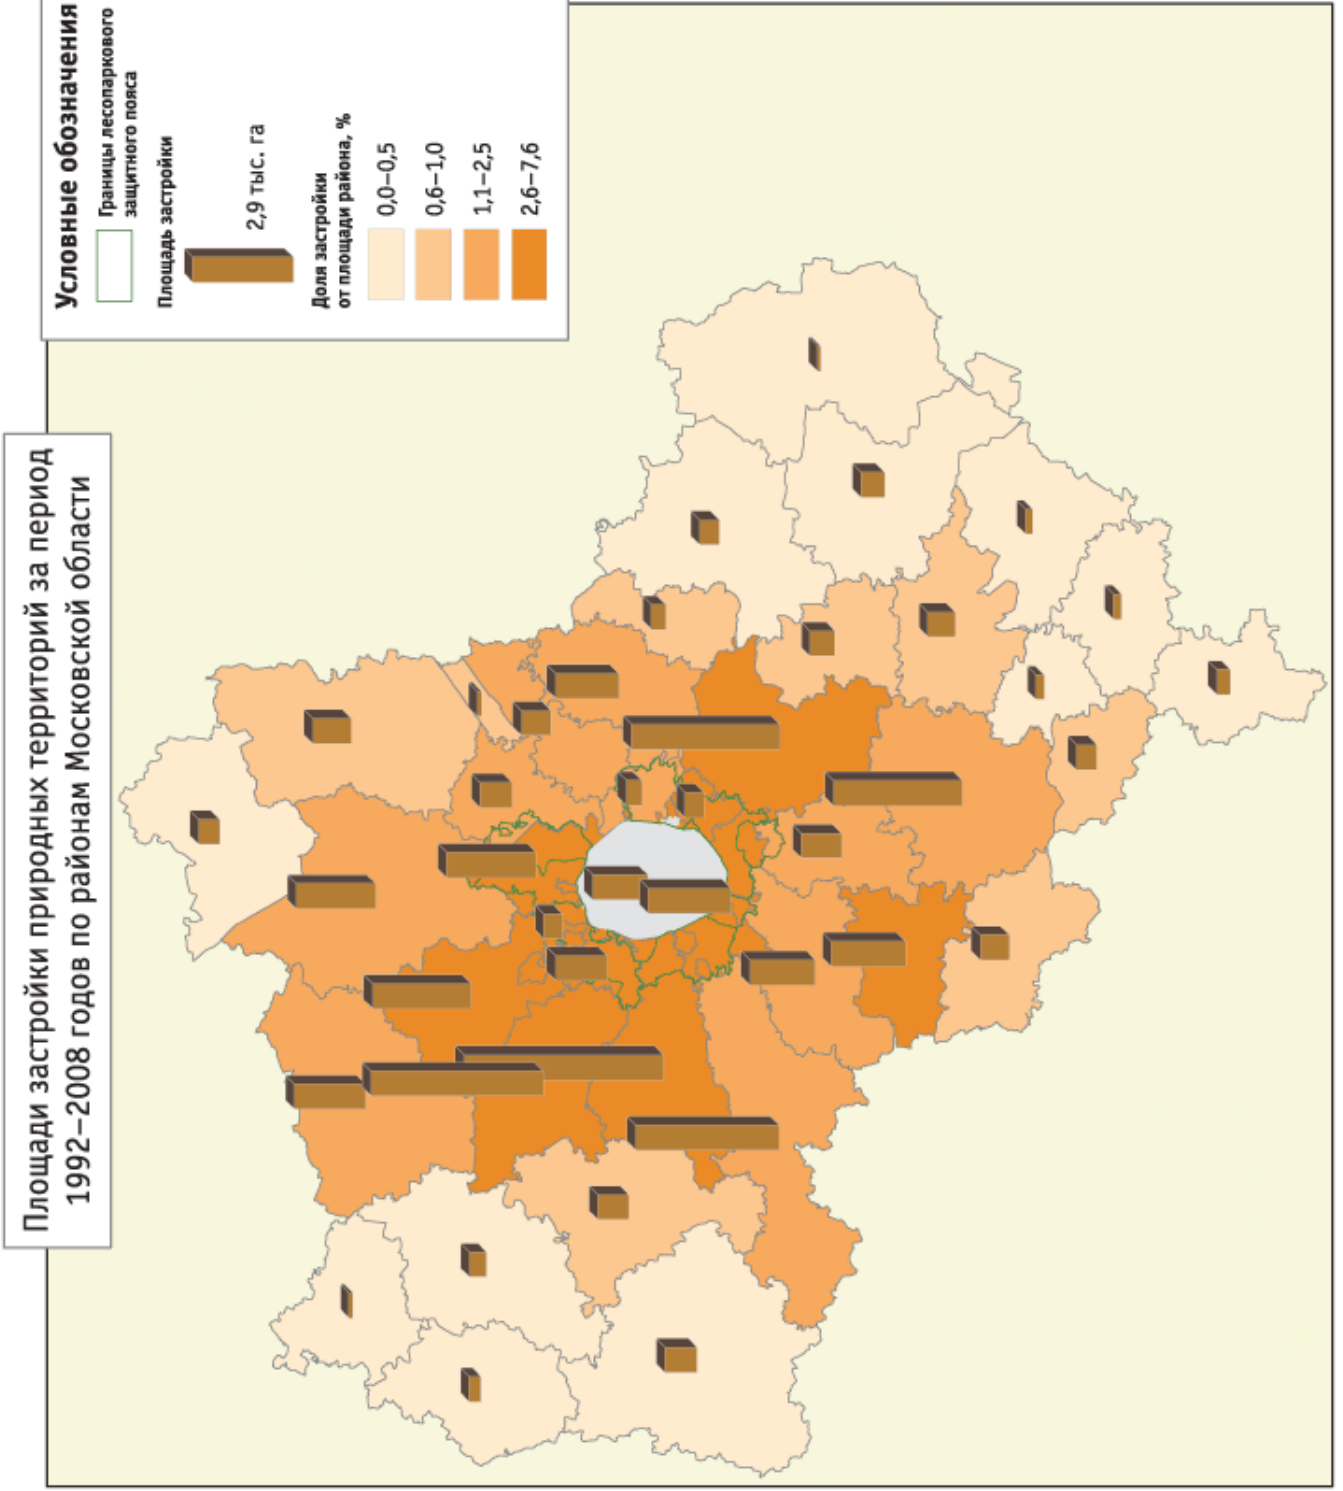 Площади застройки природных территорий за период
1992–2008 годов по районам Московской области
Условные обозначения
Границы лесопаркового
защитного пояса
Площадь застройки
2,9 тыс. га
Доля застройки
от площади района, %
0,0–0,5
0,6–1,0
1,1–2,5
2,6–7,6